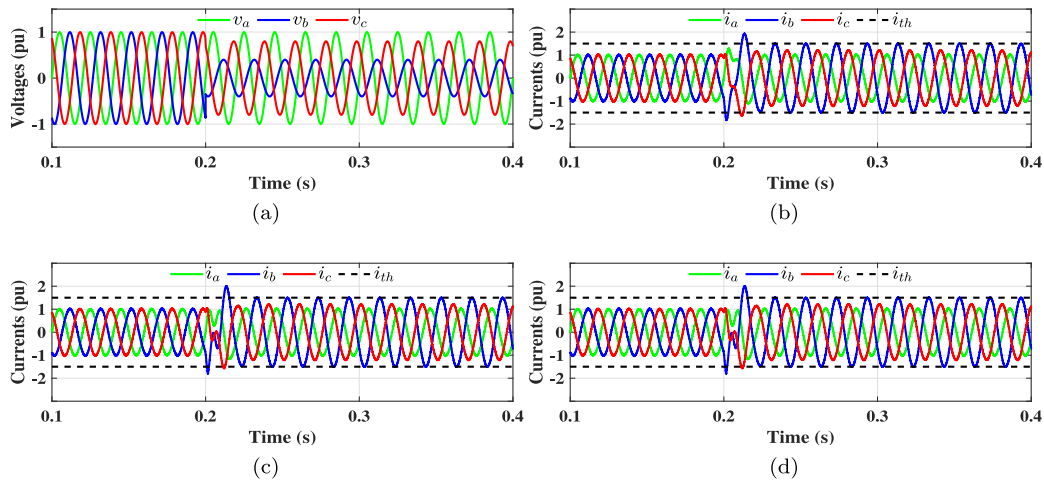 v_a v_b v_c
Voltages (pu)
1
0
-1
0.1 0.2 0.3 0.4
Time (s)
(a)
i_a i_b i_c i_th
Currents (pu)
2
1
0
-1
-2
0.1 0.2 0.3 0.4
Time (s)
(b)
i_a i_b i_c i_th
Currents (pu)
2
1
0
-1
-2
0.1 0.2 0.3 0.4
Time (s)
(c)
i_a i_b i_c i_th
Currents (pu)
2
1
0
-1
-2
0.1 0.2 0.3 0.4
Time (s)
(d)